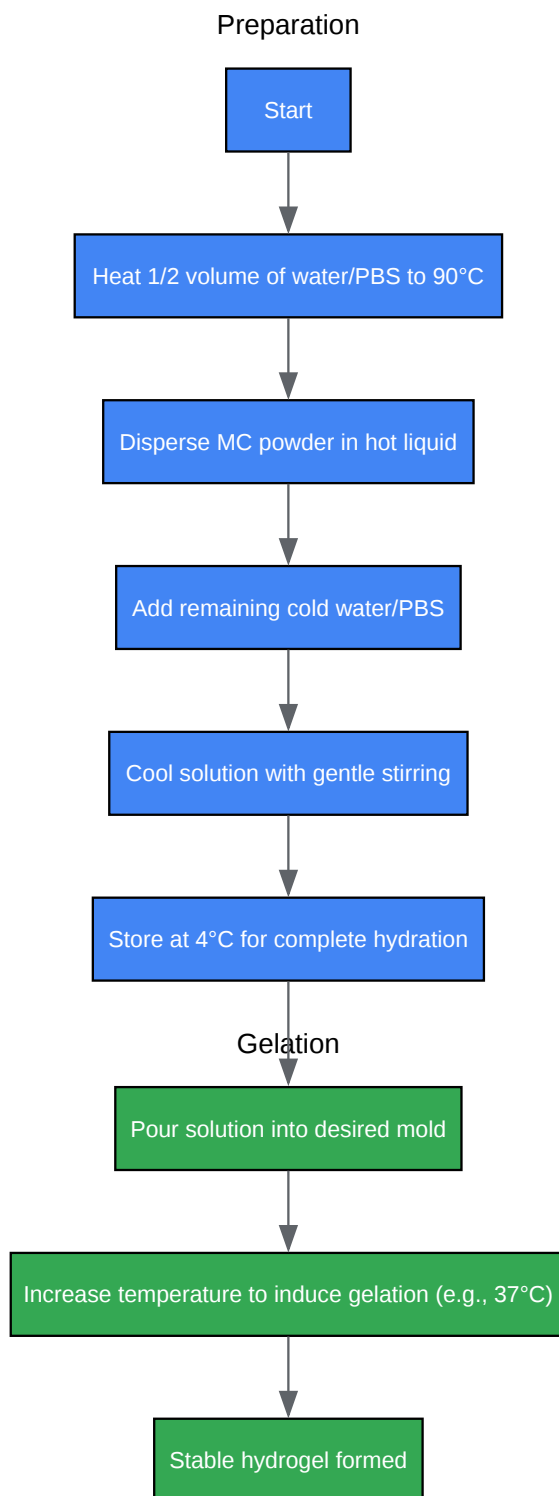 Preparation
Start
Heat 1/2 volume of water/PBS to 90°C
Disperse MC powder in hot liquid
Add remaining cold water/PBS
Cool solution with gentle stirring
Store at 4°C for complete hydration
Gelation
Pour solution into desired mold
Increase temperature to induce gelation (e.g., 37°C)
Stable hydrogel formed